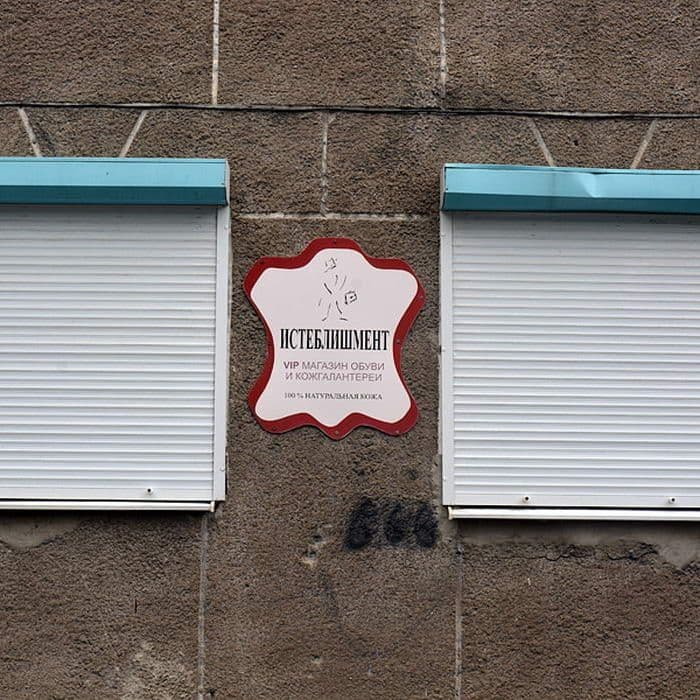 ИСТЕБЛИШМЕНТ
VIP МАГАЗИН ОБУВИ
И КОЖГАЛАНТЕРЕИ
100 % НАТУРАЛЬНАЯ КОЖА
666